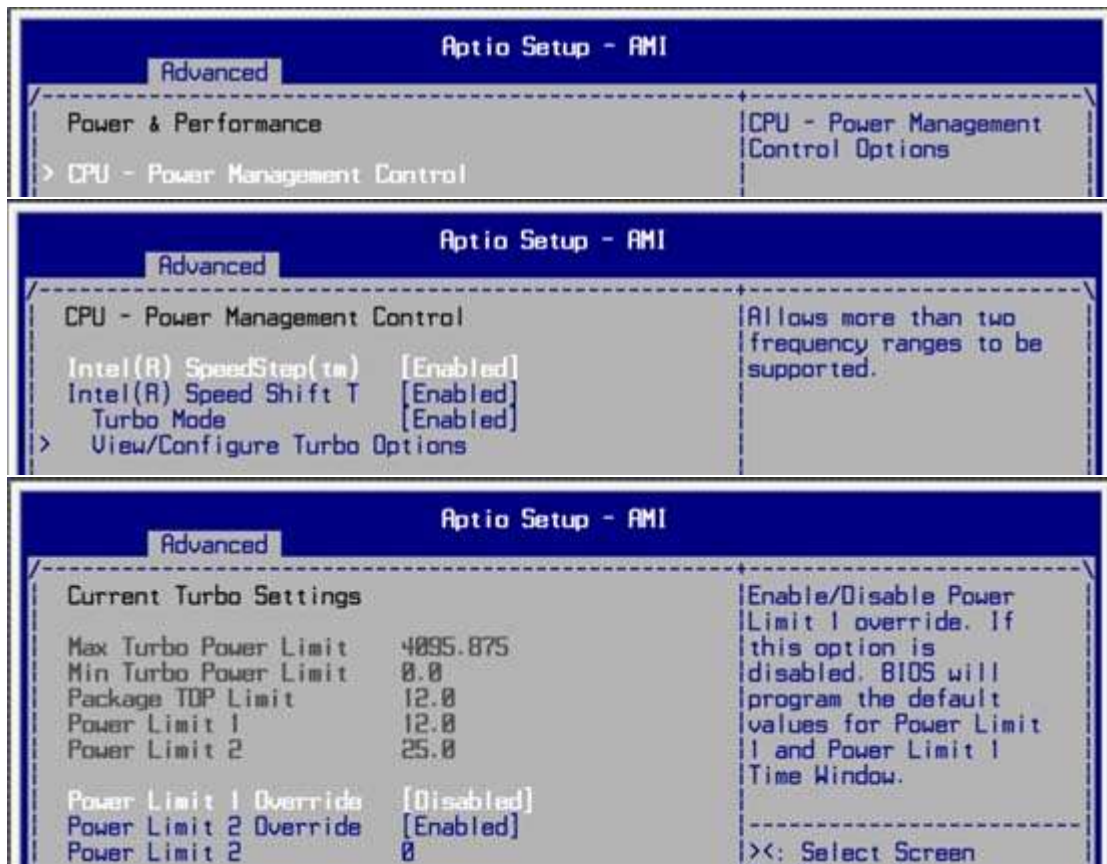 Aptio Setup - AMI
Advanced
Power & Performance
CPU - Power Management
Control Options
> CPU - Power Management Control
Aptio Setup - AMI
Advanced
CPU - Power Management Control
Allows more than two
frequency ranges to be
supported.
Intel(R) SpeedStep(tm) [Enabled]
Intel(R) Speed Shift T [Enabled]
Turbo Mode [Enabled]
> View/Configure Turbo Options
Aptio Setup - AMI
Advanced
Current Turbo Settings
Max Turbo Power Limit 4095.875
Min Turbo Power Limit 0.0
Package TDP Limit 12.0
Power Limit 1 12.0
Power Limit 2 25.0
Power Limit 1 Override [Disabled]
Power Limit 2 Override [Enabled]
Power Limit 2 0
Enable/Disable Power
Limit 1 override. If
this option is
disabled. BIOS will
program the default
values for Power Limit
1 and Power Limit 1
Time Window.
><: Select Screen